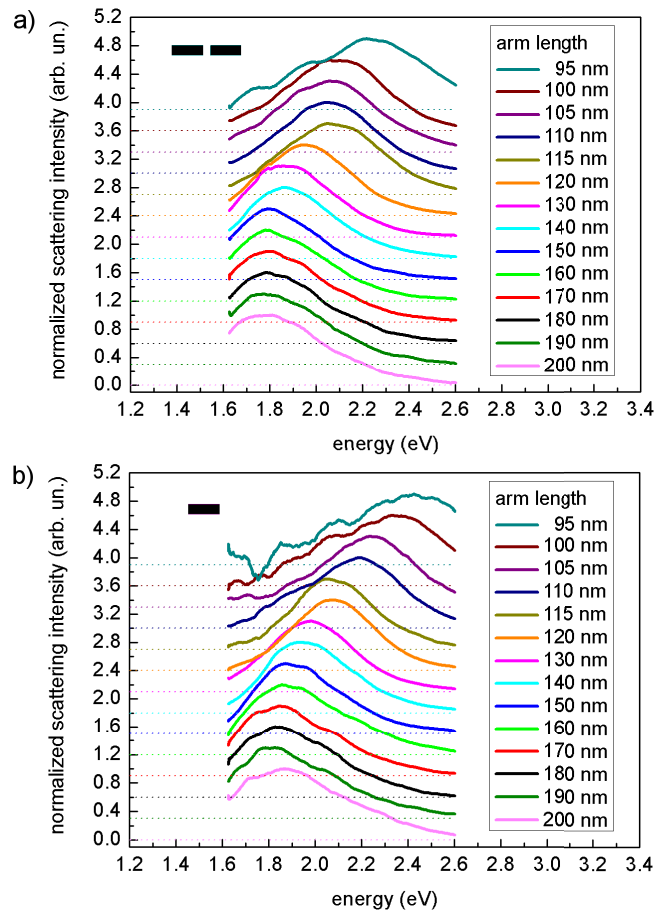 a)
normalized scattering intensity (arb. un.)
5.2
4.8
4.4
4.0
3.6
3.2
2.8
2.4
2.0
1.6
1.2
0.8
0.4
0.0
1.2 1.4 1.6 1.8 2.0 2.2 2.4 2.6 2.8 3.0 3.2 3.4
energy (eV)
arm length
95 nm
100 nm
105 nm
110 nm
115 nm
120 nm
130 nm
140 nm
150 nm
160 nm
170 nm
180 nm
190 nm
200 nm
b)
normalized scattering intensity (arb. un.)
5.2
4.8
4.4
4.0
3.6
3.2
2.8
2.4
2.0
1.6
1.2
0.8
0.4
0.0
1.2 1.4 1.6 1.8 2.0 2.2 2.4 2.6 2.8 3.0 3.2 3.4
energy (eV)
arm length
95 nm
100 nm
105 nm
110 nm
115 nm
120 nm
130 nm
140 nm
150 nm
160 nm
170 nm
180 nm
190 nm
200 nm